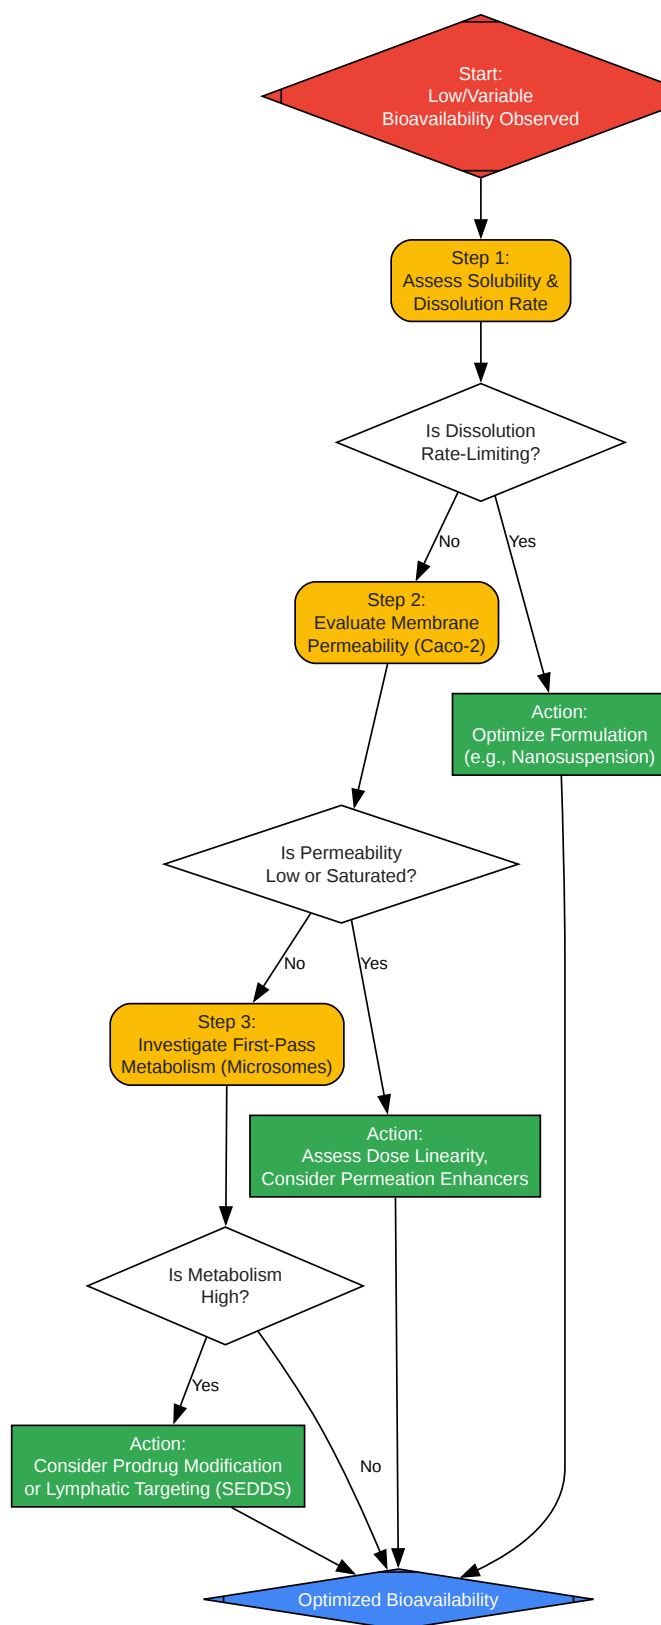 Start:
Low/Variable
Bioavailability Observed
Step 1:
Assess Solubility &
Dissolution Rate
Is Dissolution
Rate-Limiting?
No
Yes
Step 2:
Evaluate Membrane
Permeability (Caco-2)
Action:
Optimize Formulation
(e.g., Nanosuspension)
Is Permeability
Low or Saturated?
No
Yes
Step 3:
Investigate First-Pass
Metabolism (Microsomes)
Action:
Assess Dose Linearity,
Consider Permeation Enhancers
Is Metabolism
High?
Yes
No
Action:
Consider Prodrug Modification
or Lymphatic Targeting (SEDDS)
Optimized Bioavailability